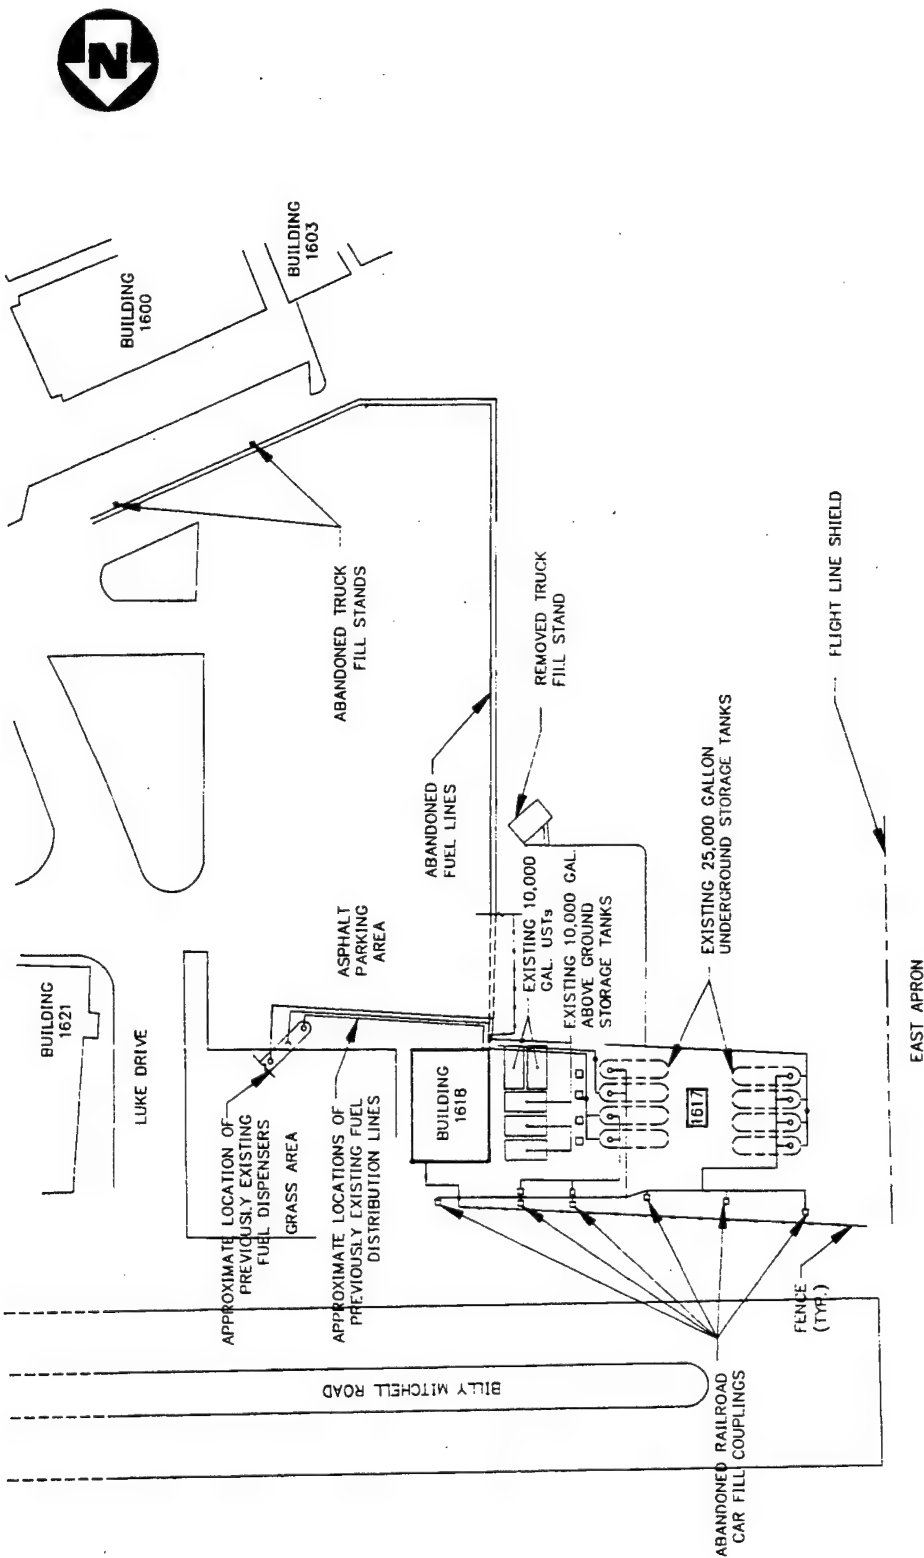 N
BUILDING
1603
BUILDING
1600
ABANDONED TRUCK
FILL STANDS
FLIGHT LINE SHIELD
REMOVED TRUCK
FILL STAND
ABANDONED
FUEL LINES
EXISTING 25,000 GALLON
UNDERGROUND STORAGE TANKS
EXISTING 10,000
GAL. USTs
EXISTING 10,000 GAL.
ABOVE GROUND
STORAGE TANKS
ASPHALT
PARKING
AREA
BUILDING
1621
LUKE DRIVE
EAST APRON
BUILDING
1618
1617
APPROXIMATE LOCATION OF
PREVIOUSLY EXISTING
FUEL DISPENSERS
GRASS AREA
APPROXIMATE LOCATIONS OF
PREVIOUSLY EXISTING FUEL
DISTRIBUTION LINES
FENCE
(TYP.)
BILLY MITCHELL ROAD
ABANDONED RAILROAD
CAR FILL COUPLINGS